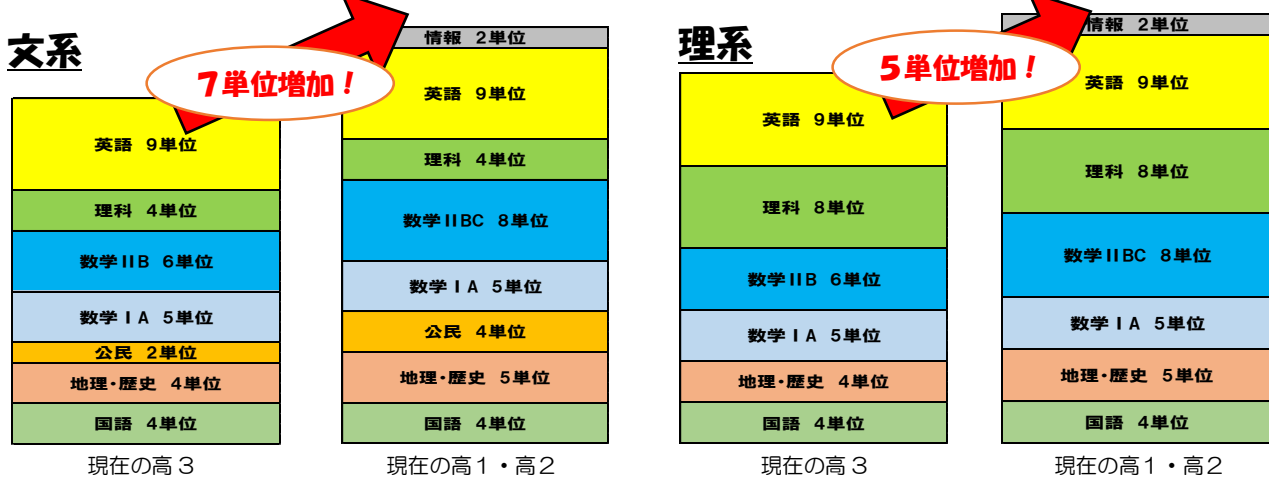 文系
7単位増加！
英語 9単位
理科 4単位
数学ⅡB 6単位
数学ⅠA 5単位
公民 2単位
地理・歴史 4単位
国語 4単位
現在の高３
情報 2単位
英語 9単位
理科 4単位
数学ⅡBC 8単位
数学ⅠA 5単位
公民 4単位
地理・歴史 5単位
国語 4単位
現在の高１・高２
理系
5単位増加！
英語 9単位
理科 8単位
数学ⅡB 6単位
数学ⅠA 5単位
地理・歴史 4単位
国語 4単位
現在の高３
情報 2単位
英語 9単位
理科 8単位
数学ⅡBC 8単位
数学ⅠA 5単位
地理・歴史 5単位
国語 4単位
現在の高１・高２